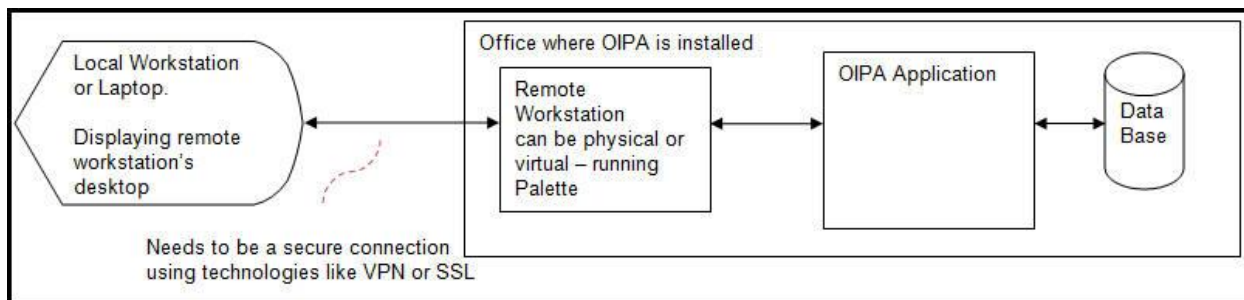 Local Workstation
or Laptop.
Displaying remote
workstation's
desktop
Needs to be a secure connection
using technologies like VPN or SSL
Office where OIPA is installed
Remote
Workstation
can be physical or
virtual – running
Palette
OIPA Application
Data
Base